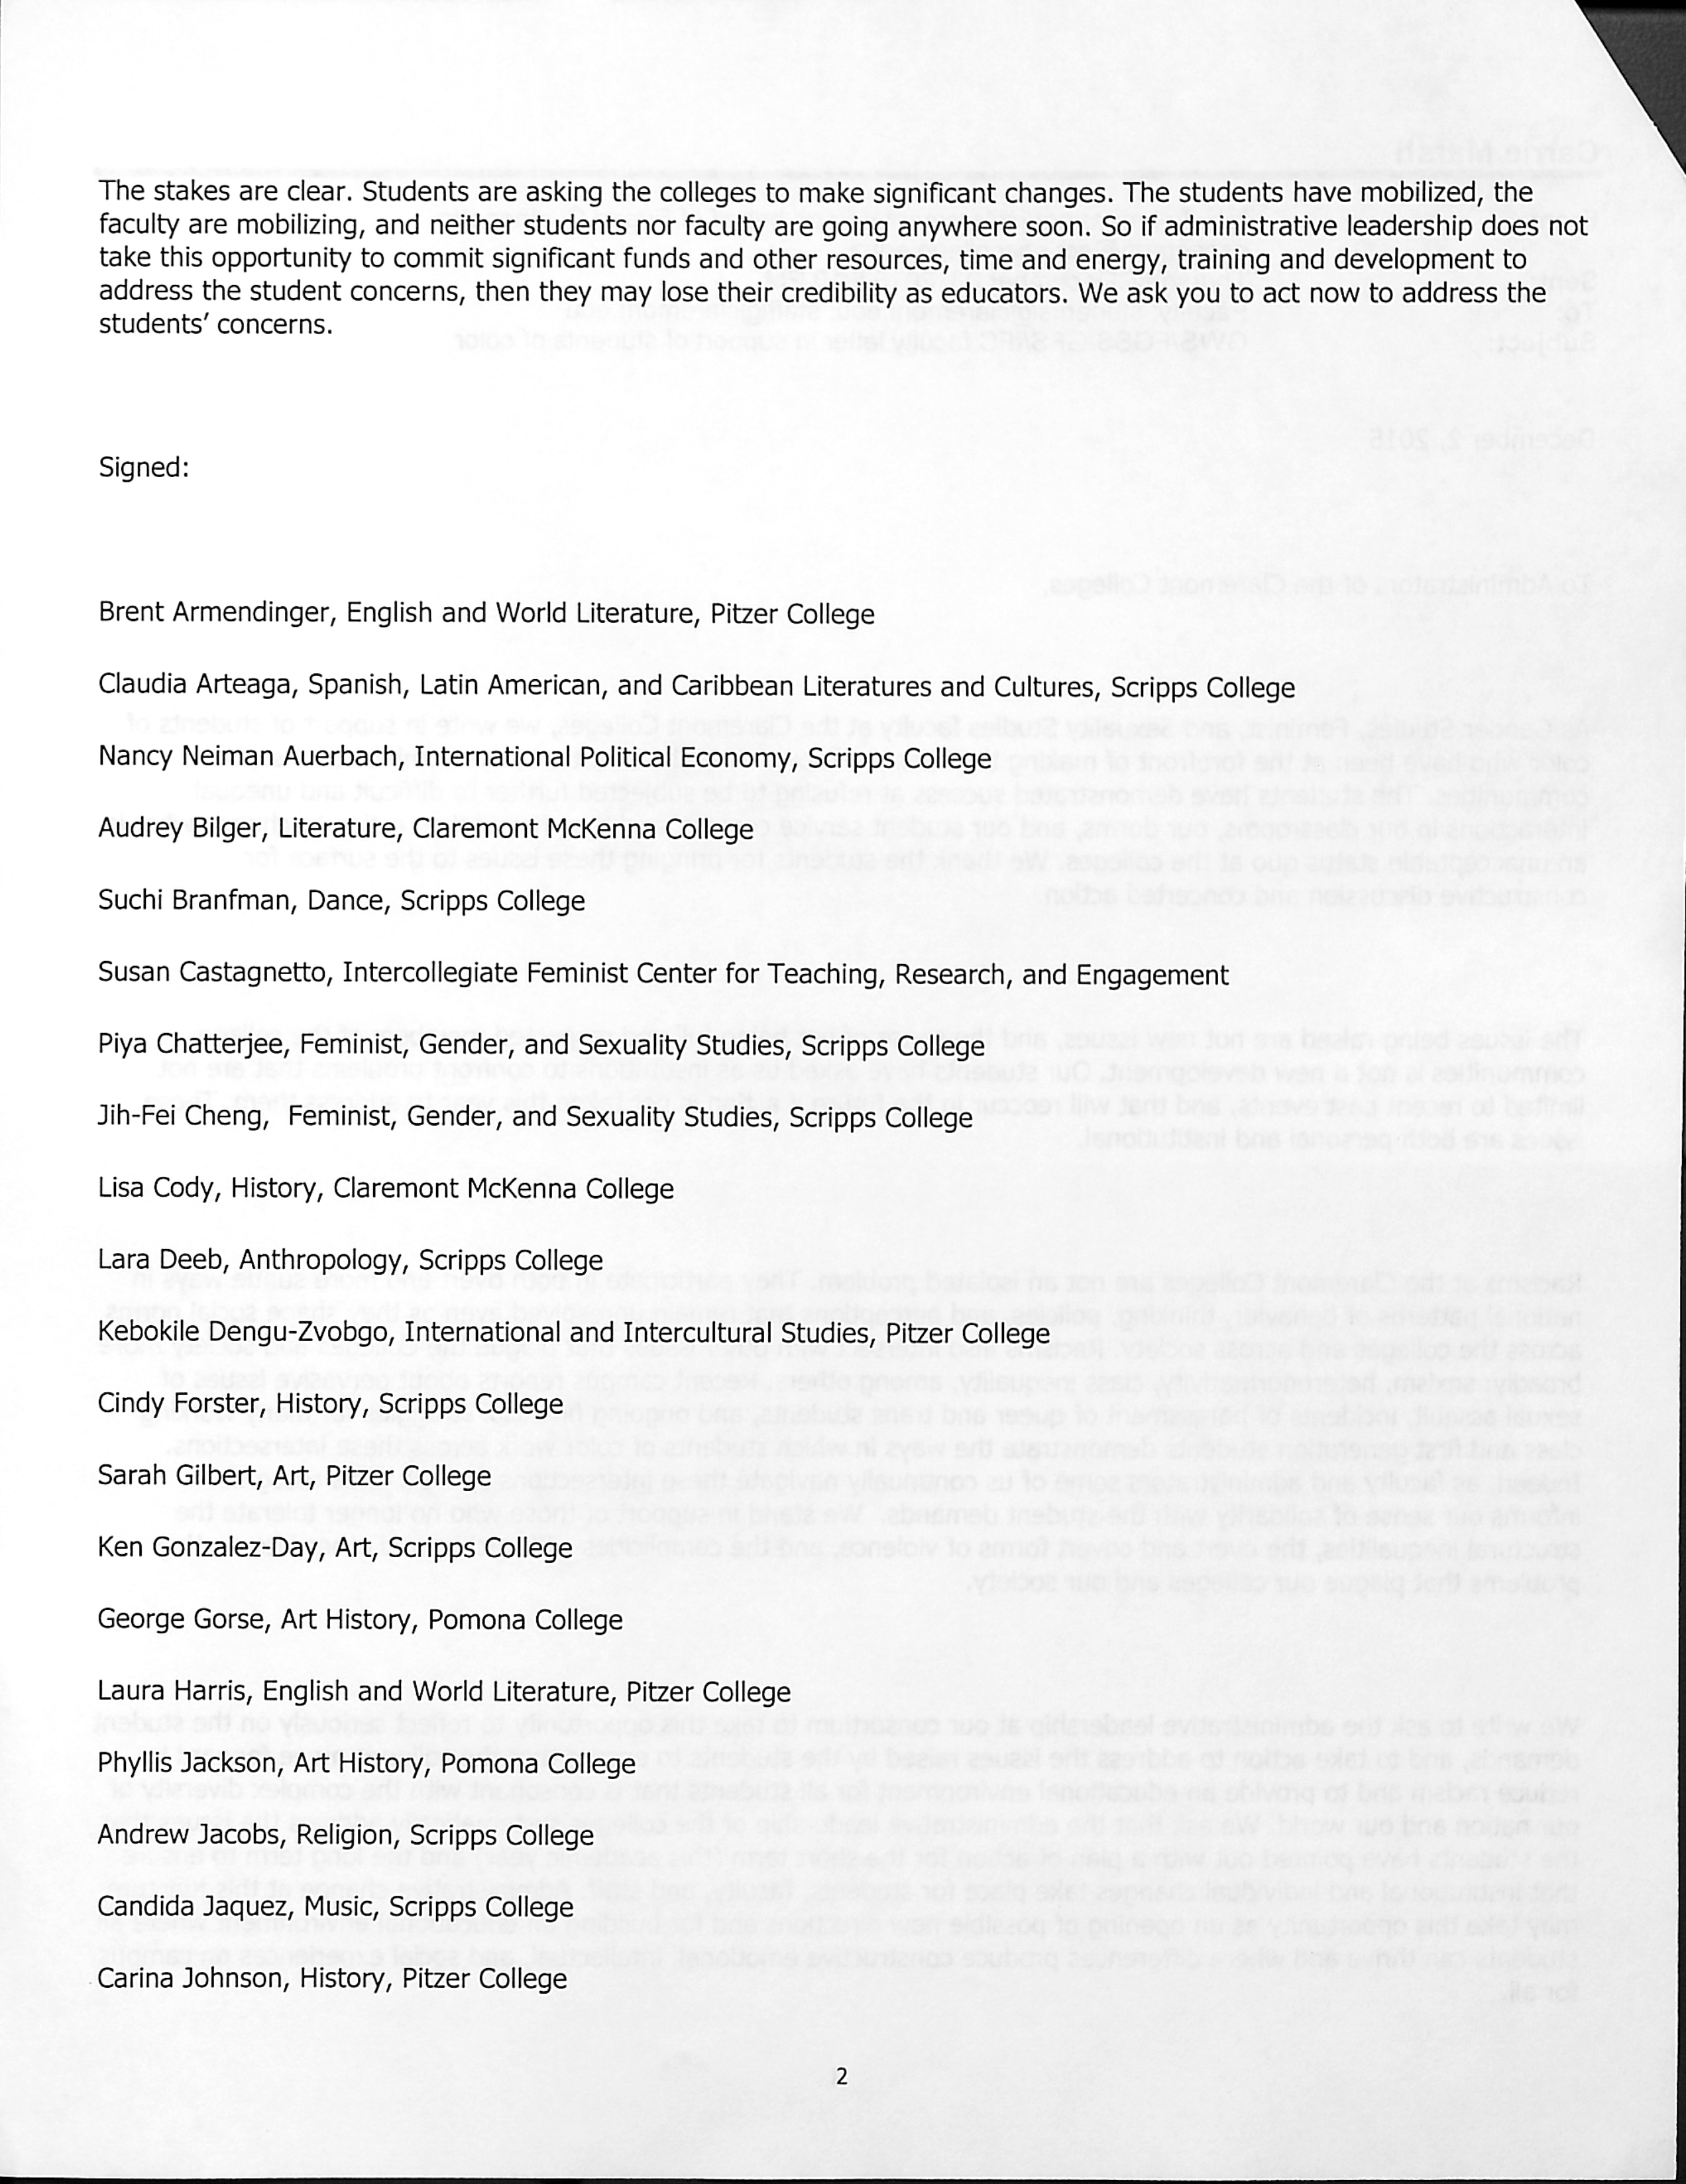 The stakes are clear. Students are asking the colleges to make significant changes. The students have mobilized, the
faculty are mobilizing, and neither students nor faculty are going anywhere soon. So if administrative leadership does not
take this opportunity to commit significant funds and other resources, time and energy, training and development to
address the student concerns, then they may lose their credibility as educators. We ask you to act now to address the
students' concerns.
Signed:
Brent Armendinger, English and World Literature, Pitzer College
Claudia Arteaga, Spanish, Latin American, and Caribbean Literatures and Cultures, Scripps College
Nancy Neiman Auerbach, International Political Economy, Scripps College
Audrey Bilger, Literature, Claremont McKenna College
Suchi Branfman, Dance, Scripps College
Susan Castagnetto, Intercollegiate Feminist Center for Teaching, Research, and Engagement
Piya Chatterjee, Feminist, Gender, and Sexuality Studies, Scripps College
Jih-Fei Cheng,  Feminist, Gender, and Sexuality Studies, Scripps College
Lisa Cody, History, Claremont McKenna College
Lara Deeb, Anthropology, Scripps College
Kebokile Dengu-Zvobgo, International and Intercultural Studies, Pitzer College
Cindy Forster, History, Scripps College
Sarah Gilbert, Art, Pitzer College
Ken Gonzalez-Day, Art, Scripps College
George Gorse, Art History, Pomona College
Laura Harris, English and World Literature, Pitzer College
Phyllis Jackson, Art History, Pomona College
Andrew Jacobs, Religion, Scripps College
Candida Jaquez, Music, Scripps College
Carina Johnson, History, Pitzer College
2